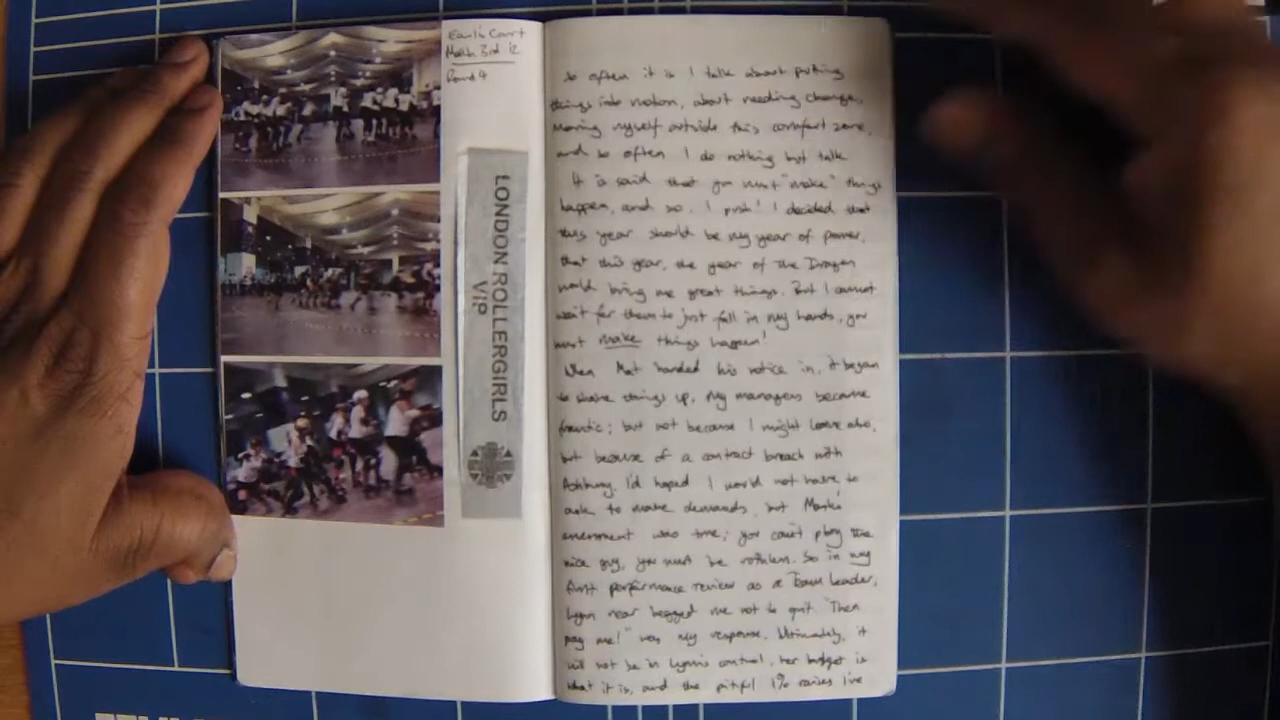 Earls Court
March 3rd 12
Round 4
LONDON ROLLERGIRLS
VIP
So often it is I talk about putting
things into motion, about needing change,
Moving myself outside this comfort zone,
and so often I do nothing but talk
It is said that you must "make" things
happen, and so, I push! I decided that
this year should be my year of power,
that this year, the year of the Dragon
would bring me great things. But I cannot
wait for them to just fall in my hands, you
must make things happen!
When Mat handed his notice in, it began
to shake things up, my managers became
frantic; but not because I might leave also,
but because of a contract breach with
Ashbury. I'd hoped I would not have to
ask to make demands, but
was true; you can't play the
nice guy, you must be ruthless. So in my
first performance review as a Team Leader,
Lynn near begged me not to quit. "Then
pay me!" was my response. Ultimately, it
will not be in Lynn's control, her budget is
what it is, and the pitiful 1% raises I've